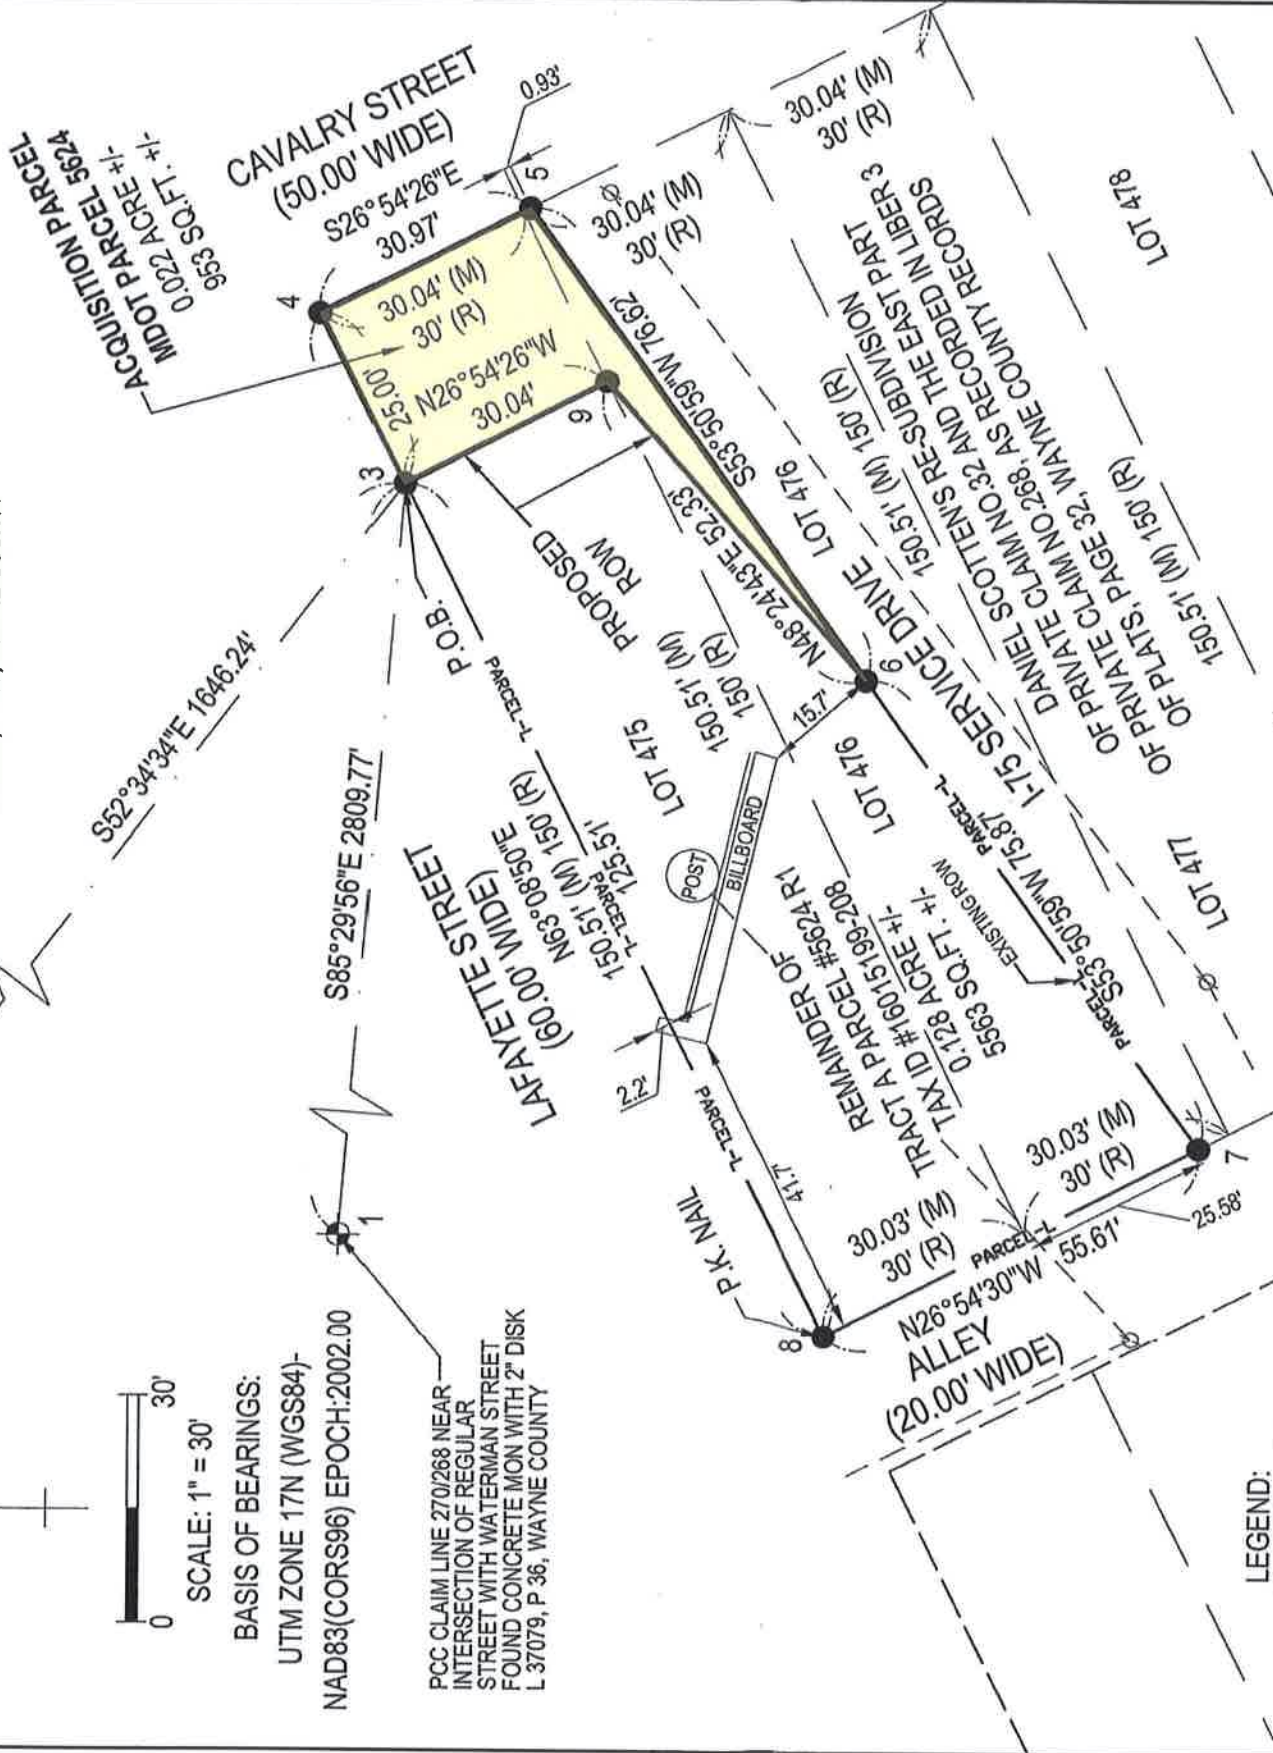 ACQUISITION PARCEL
MDOT PARCEL 5624
0.022 ACRE +/-
953 SQ.FT. +/-
CAVALRY STREET
(50.00' WIDE)
S26°54'26"E
30.97'
0.93'
4
5
30.04' (M)
30' (R)
25.00'
N26°54'26"W
30.04'
3
9
30.04' (M)
30' (R)
30.04' (M)
30' (R)
S53°50'59"W 76.62'
N48°24'43"E 52.33'
LOT 476
PROPOSED
ROW
P.O.B.
S52°34'34"E 1646.24'
S85°29'56"E 2809.77'
LAFAYETTE STREET
(60.00' WIDE)
N63°08'50"E
150.51' (M) 150' (R)
125.51'
PARCEL-L
PARCEL-L
PARCEL-L
LOT 475
150.51' (M)
150' (R)
6
15.7'
I-75 SERVICE DRIVE
150.51' (M) 150' (R)
DANIEL SCOTTEN'S RE-SUBDIVISION
OF PRIVATE CLAIM NO.32 AND THE EAST PART
OF PRIVATE CLAIM NO.268, AS RECORDED IN LIBER 3
OF PLATS, PAGE 32, WAYNE COUNTY RECORDS
150.51' (M) 150' (R)
LOT 478
POST
BILLBOARD
LOT 476
2.2'
41.7'
REMAINDER OF
TRACT A PARCEL #5624 R1
TAX ID #16015199-208
0.128 ACRE +/-
5563 SQ.FT. +/-
EXISTING ROW
PARCEL-L
PARCEL-L
S53°50'59"W 75.87'
LOT 477
P.K. NAIL
8
30.03' (M)
30' (R)
30.03' (M)
30' (R)
PARCEL-L
N26°54'30"W 55.61'
25.58'
7
ALLEY
(20.00' WIDE)
1
PCC CLAIM LINE 270/268 NEAR
INTERSECTION OF REGULAR
STREET WITH WATERMAN STREET
FOUND CONCRETE MON WITH 2" DISK
L 37079, P 36, WAYNE COUNTY
0
30'
SCALE: 1" = 30'
BASIS OF BEARINGS:
UTM ZONE 17N (WGS84)-
NAD83(CORS96) EPOCH:2002.00
LEGEND: